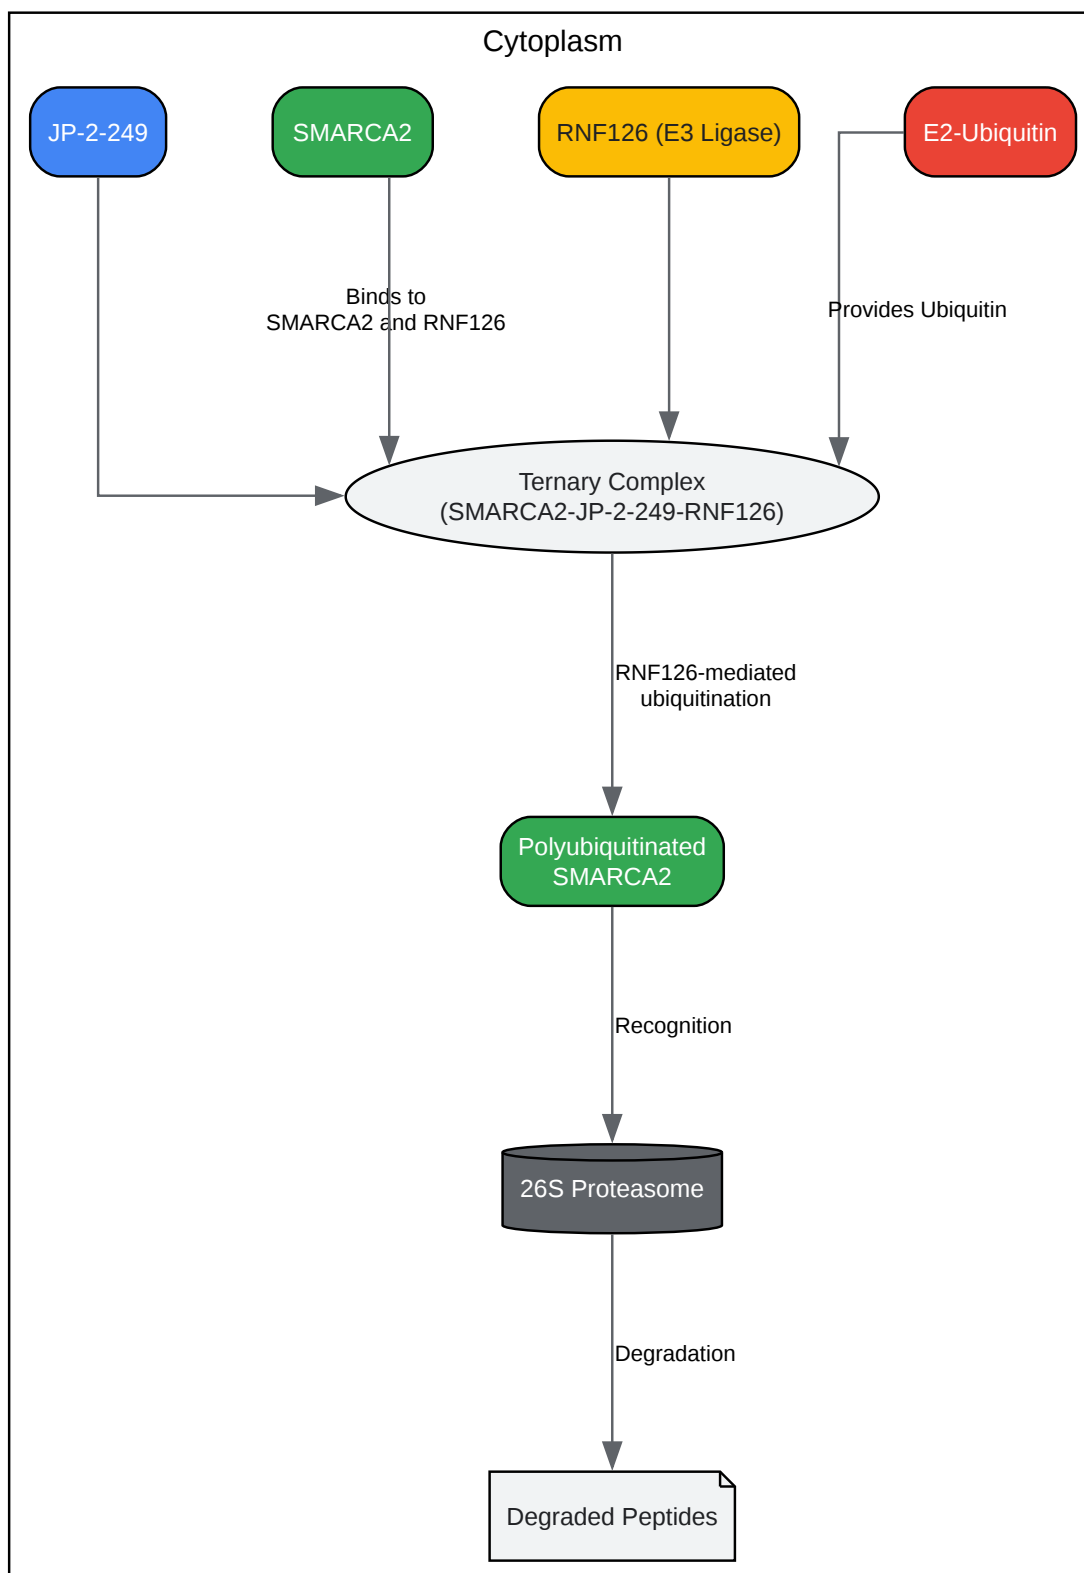 Cytoplasm
JP-2-249
SMARCA2
RNF126 (E3 Ligase)
E2-Ubiquitin
Binds to
SMARCA2 and RNF126
Provides Ubiquitin
Ternary Complex
(SMARCA2-JP-2-249-RNF126)
RNF126-mediated
ubiquitination
Polyubiquitinated
SMARCA2
Recognition
26S Proteasome
Degradation
Degraded Peptides